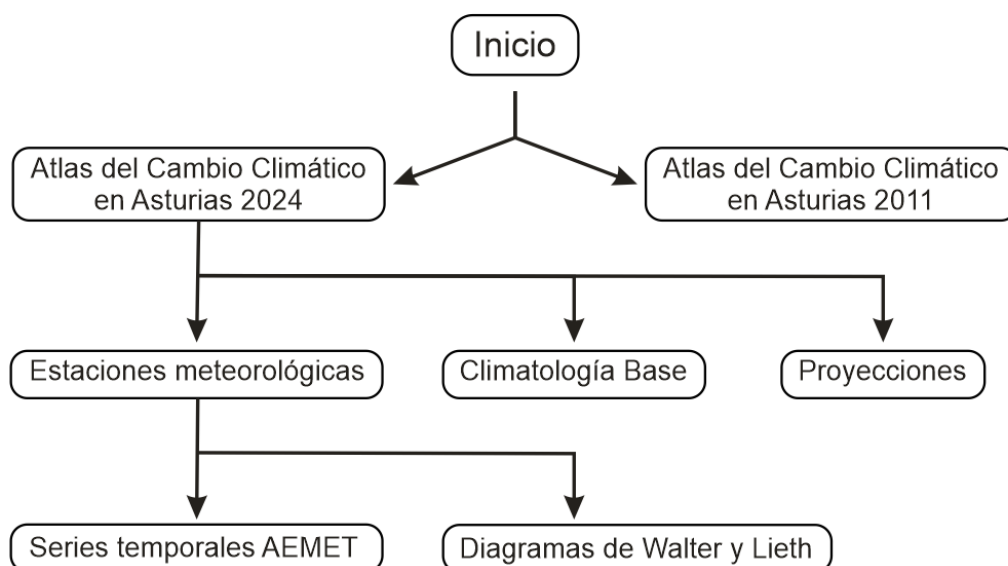 Inicio
Atlas del Cambio Climático
en Asturias 2024
Atlas del Cambio Climático
en Asturias 2011
Estaciones meteorológicas
Climatología Base
Proyecciones
Series temporales AEMET
Diagramas de Walter y Lieth